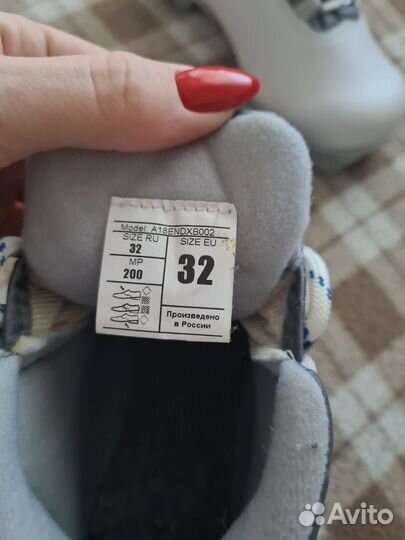 Model: A18ENDXB002
SIZE RU
32
MP
200
SIZE EU
32
Произведено
в России
Avito